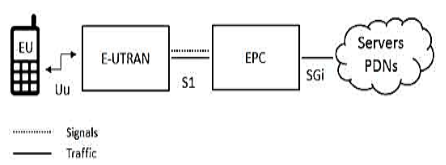 EU
Uu
E-UTRAN
S1
EPC
SGi
Servers
PDNs
Signals
Traffic